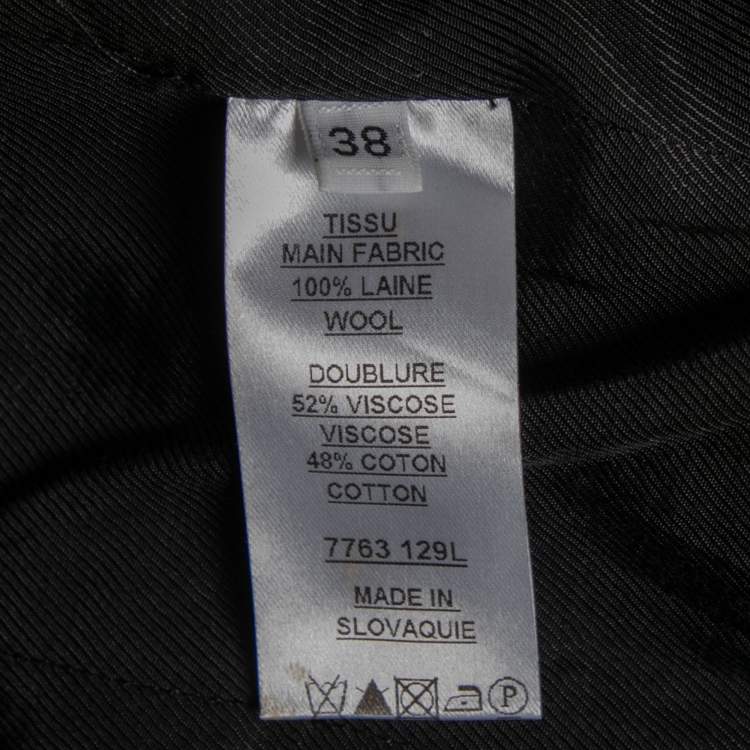 38
TISSU
MAIN FABRIC
100% LAINE
WOOL
DOUBLURE
52% VISCOSE
VISCOSE
48% COTON
COTTON
7763 129L
MADE IN
SLOVAQUIE
P